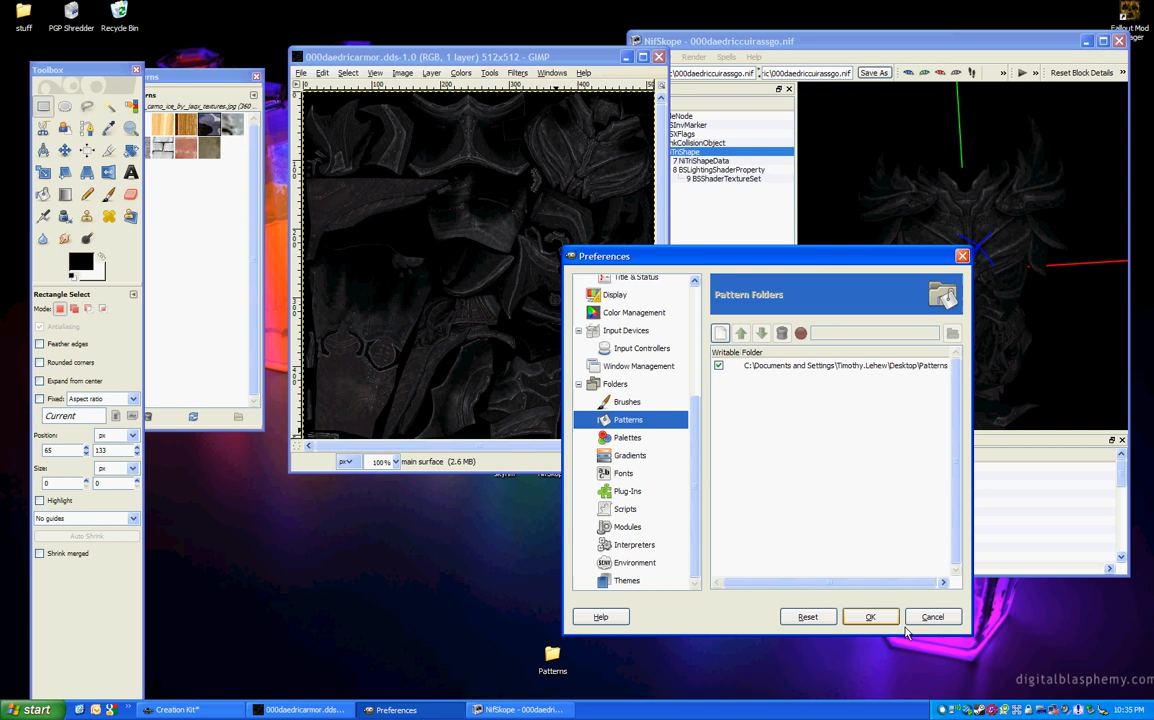 stuff
PGP Shredder
Recycle Bin
Fallout Mod
Toolbox
000daedricarmor.dds-1.0 (RGB, 1 layer) 512x512 - GIMP
File Edit Select View Image Layer Colors Tools Filters Windows Help
NifSkope - 000daedriccuirassgo.nif
Render Spells Help
Save As
Reset Block Details
7 NiTriShapeData
8 BSLightingShaderProperty
9 BSShaderTextureSet
Rectangle Select
Mode:
Antialiasing
Feather edges
Rounded corners
Expand from center
Fixed: Aspect ratio
Current
Position:
px
65
133
Size:
px
0
0
Highlight
No guides
Auto Shrink
Shrink merged
px
100%
main surface (2.6 MB)
Preferences
Title & Status
Display
Color Management
Input Devices
Input Controllers
Window Management
Folders
Brushes
Patterns
Palettes
Gradients
Fonts
Plug-Ins
Scripts
Modules
Interpreters
Environment
Themes
Pattern Folders
Writable Folder
C:\Documents and Settings\Timothy.Lehew\Desktop\Patterns
Help
Reset
OK
Cancel
Patterns
digitalblasphemy.com
start
Creation Kit*
000daedricarmor.dds...
Preferences
NifSkope - 000daedri...
10:35 PM